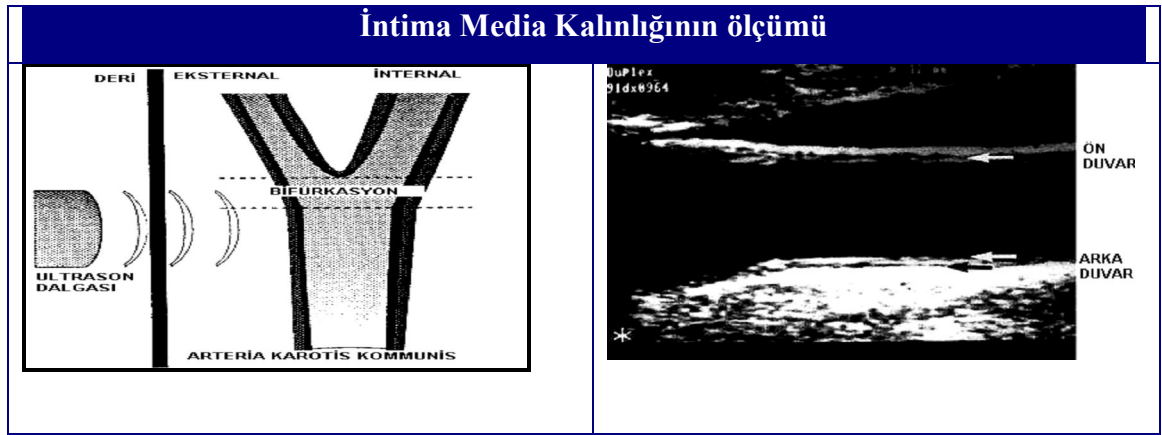 İntima Media Kalınlığının ölçümü
DERİ
EKSTERNAL
İNTERNAL
BİFURKASYON
ULTRASON
DALGASI
ARTERİA KAROTİS KOMMUNİS
DuPlex
91dx0964
ÖN
DUVAR
ARKA
DUVAR